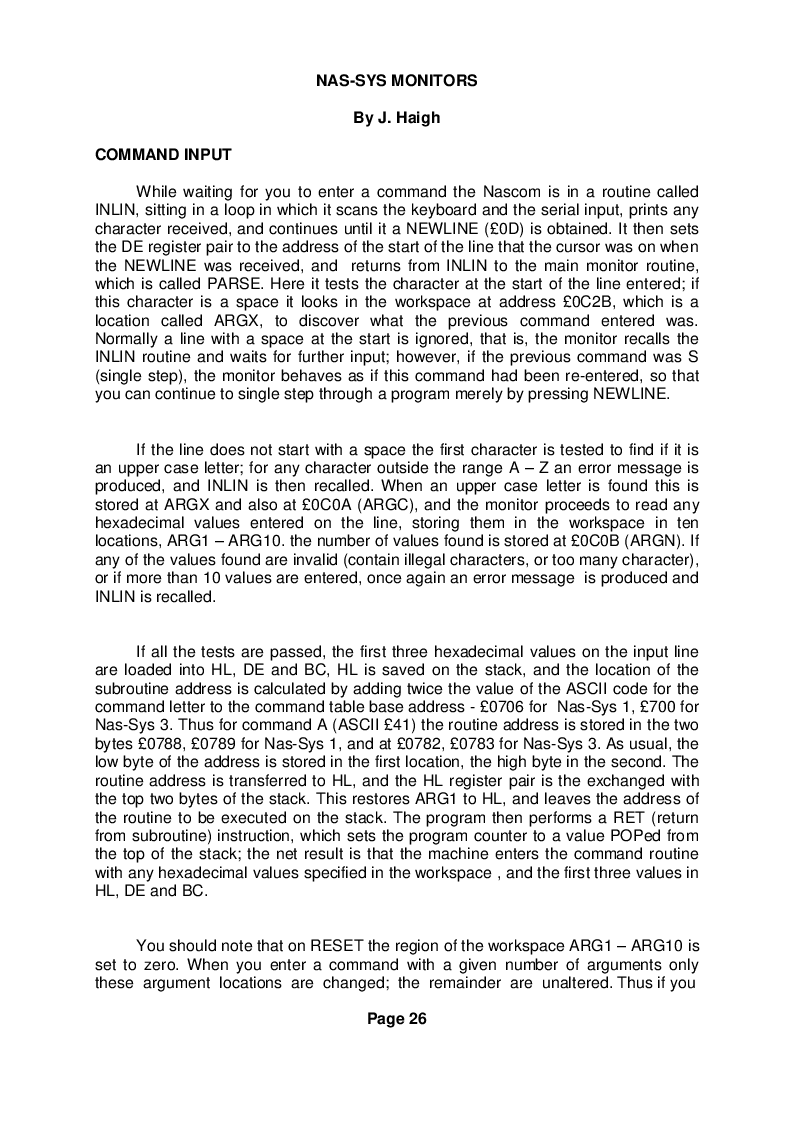 NAS-SYS MONITORS
By J. Haigh
COMMAND INPUT
While waiting for you to enter a command the Nascom is in a routine called
INLIN, sitting in a loop in which it scans the keyboard and the serial input, prints any
character received, and continues until it a NEWLINE (£0D) is obtained. It then sets
the DE register pair to the address of the start of the line that the cursor was on when
the NEWLINE was received, and  returns from INLIN to the main monitor routine,
which is called PARSE. Here it tests the character at the start of the line entered; if
this character is a space it looks in the workspace at address £0C2B, which is a
location called ARGX, to discover what the previous command entered was.
Normally a line with a space at the start is ignored, that is, the monitor recalls the
INLIN routine and waits for further input; however, if the previous command was S
(single step), the monitor behaves as if this command had been re-entered, so that
you can continue to single step through a program merely by pressing NEWLINE.
If the line does not start with a space the first character is tested to find if it is
an upper case letter; for any character outside the range A – Z an error message is
produced, and INLIN is then recalled. When an upper case letter is found this is
stored at ARGX and also at £0C0A (ARGC), and the monitor proceeds to read any
hexadecimal values entered on the line, storing them in the workspace in ten
locations, ARG1 – ARG10. the number of values found is stored at £0C0B (ARGN). If
any of the values found are invalid (contain illegal characters, or too many character),
or if more than 10 values are entered, once again an error message  is produced and
INLIN is recalled.
If all the tests are passed, the first three hexadecimal values on the input line
are loaded into HL, DE and BC, HL is saved on the stack, and the location of the
subroutine address is calculated by adding twice the value of the ASCII code for the
command letter to the command table base address - £0706 for  Nas-Sys 1, £700 for
Nas-Sys 3. Thus for command A (ASCII £41) the routine address is stored in the two
bytes £0788, £0789 for Nas-Sys 1, and at £0782, £0783 for Nas-Sys 3. As usual, the
low byte of the address is stored in the first location, the high byte in the second. The
routine address is transferred to HL, and the HL register pair is the exchanged with
the top two bytes of the stack. This restores ARG1 to HL, and leaves the address of
the routine to be executed on the stack. The program then performs a RET (return
from subroutine) instruction, which sets the program counter to a value POPed from
the top of the stack; the net result is that the machine enters the command routine
with any hexadecimal values specified in the workspace , and the first three values in
HL, DE and BC.
You should note that on RESET the region of the workspace ARG1 – ARG10 is
set to zero. When you enter a command with a given number of arguments only
these argument locations are changed; the remainder are unaltered. Thus if you
Page 26